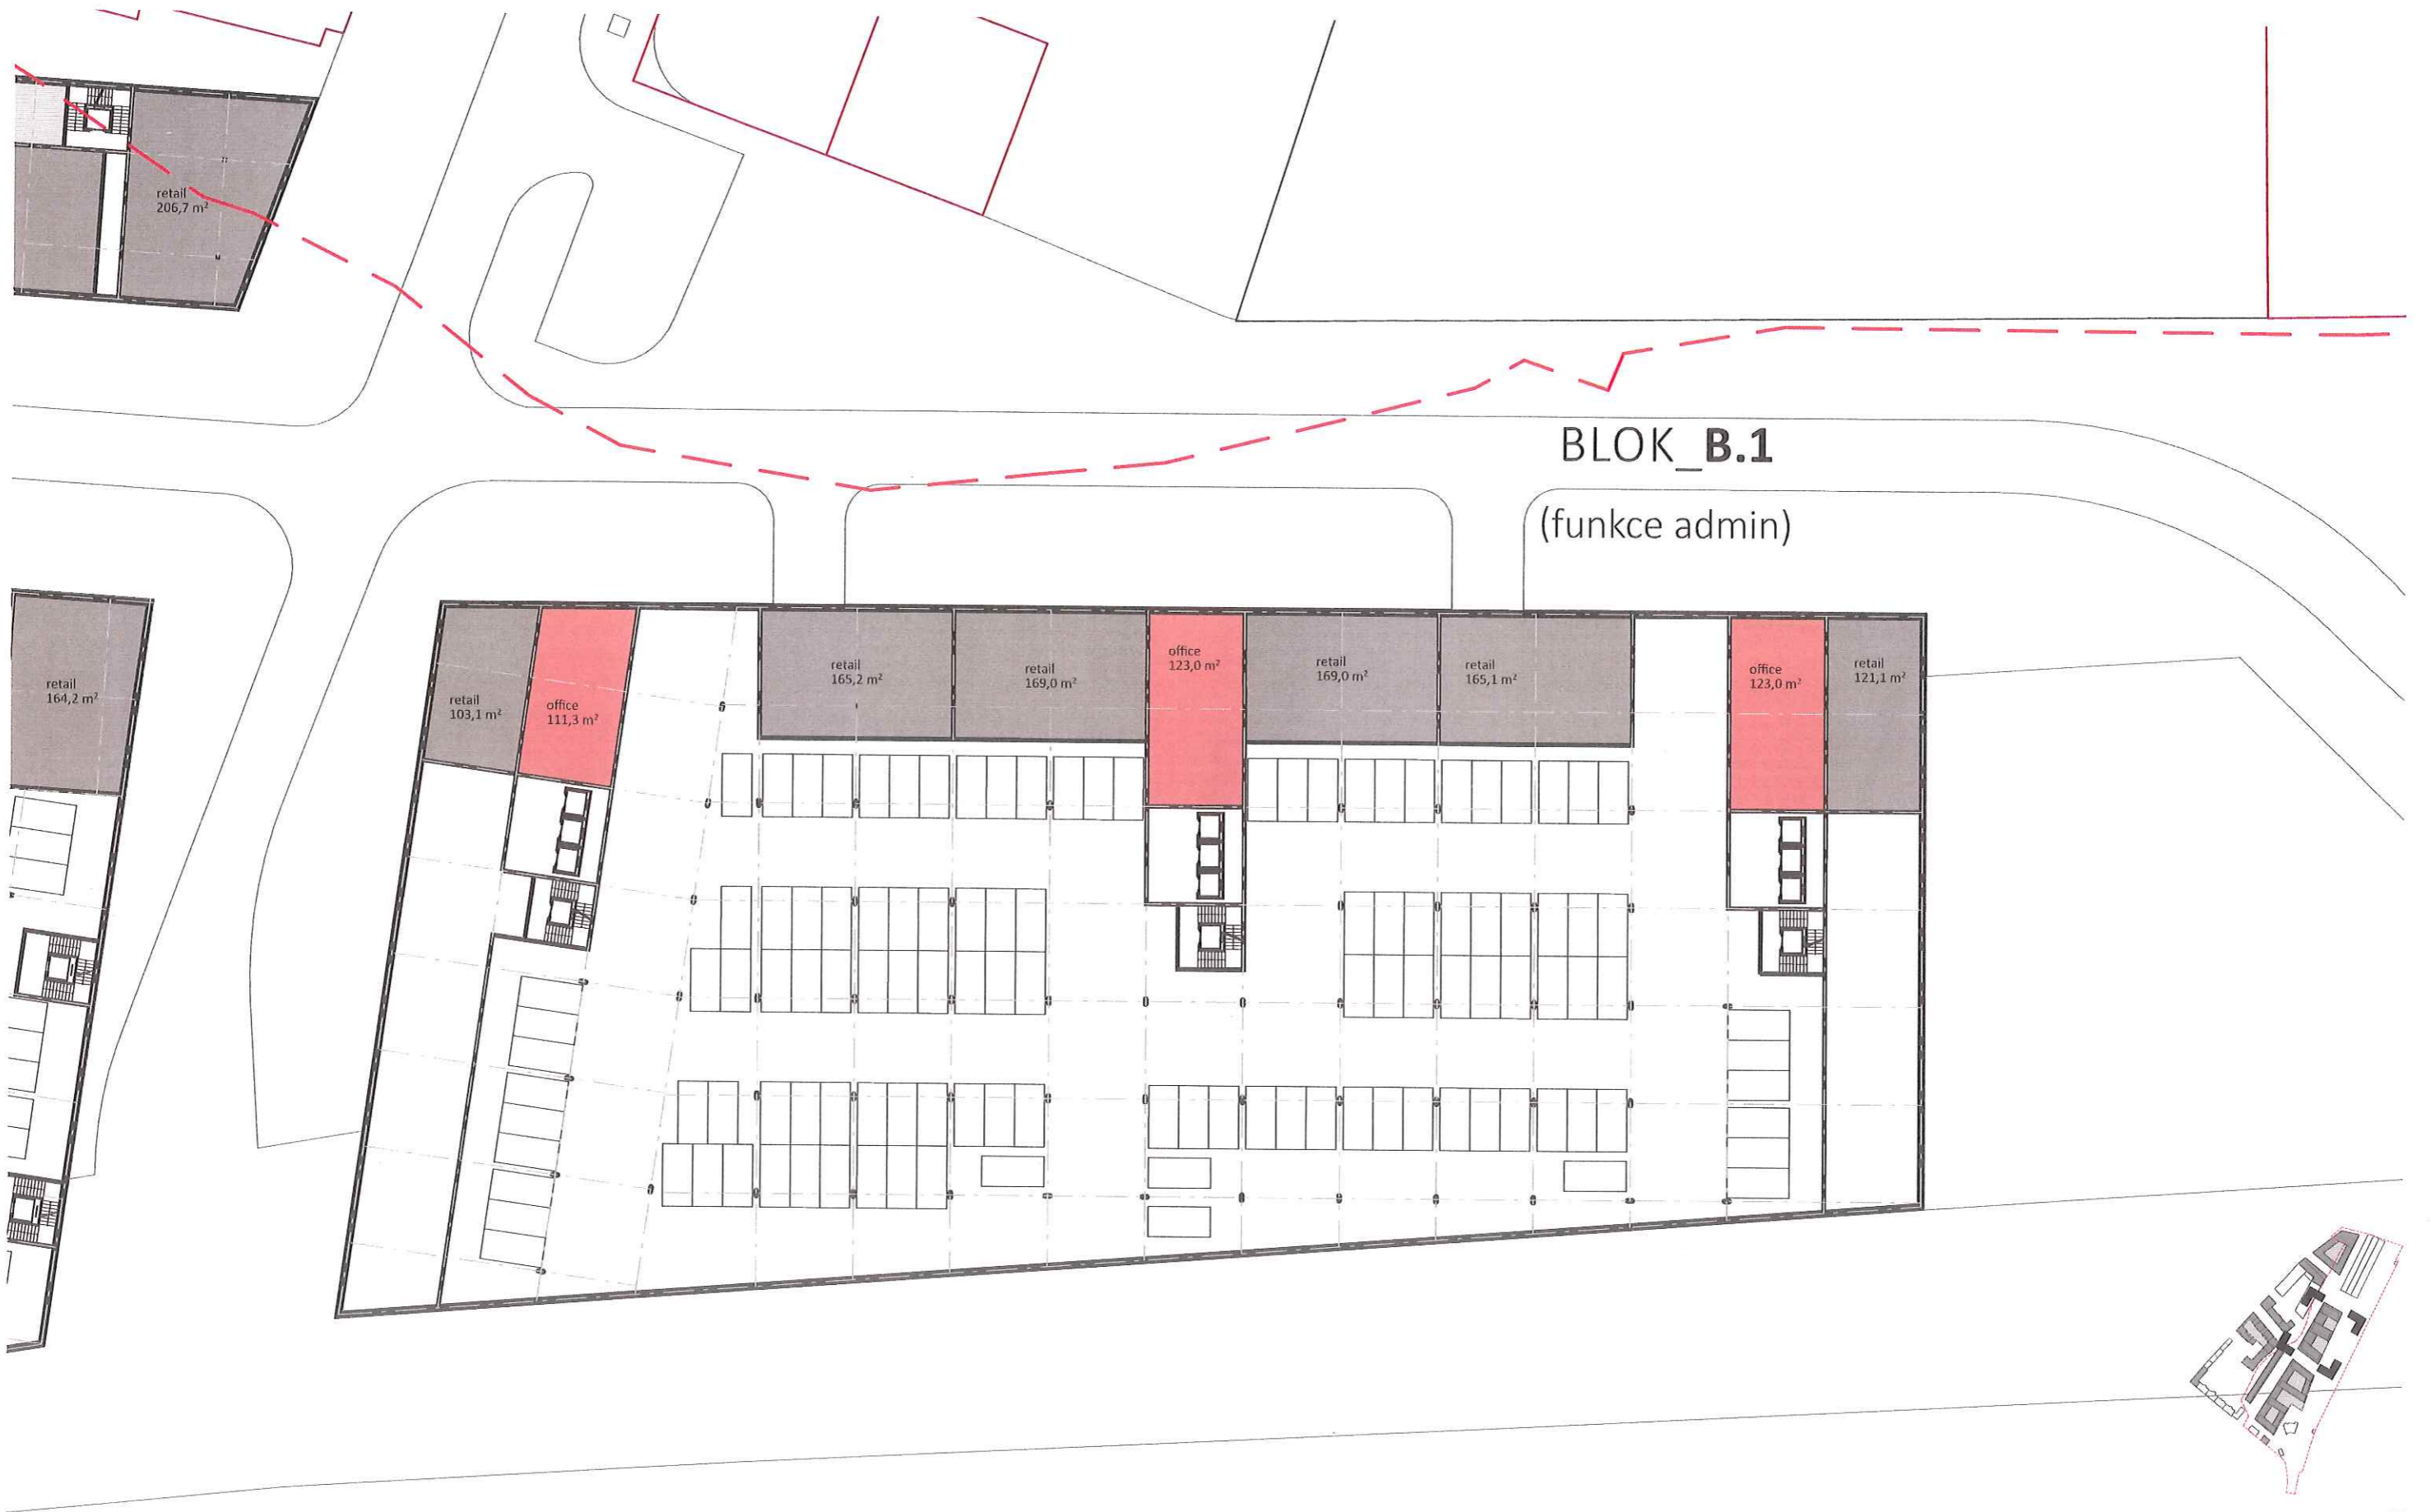 retail
206,7 m²
BLOK_B.1
(funkce admin)
retail
164,2 m²
retail
103,1 m²
office
111,3 m²
retail
165,2 m²
retail
169,0 m²
office
123,0 m²
retail
169,0 m²
retail
165,1 m²
office
123,0 m²
retail
121,1 m²